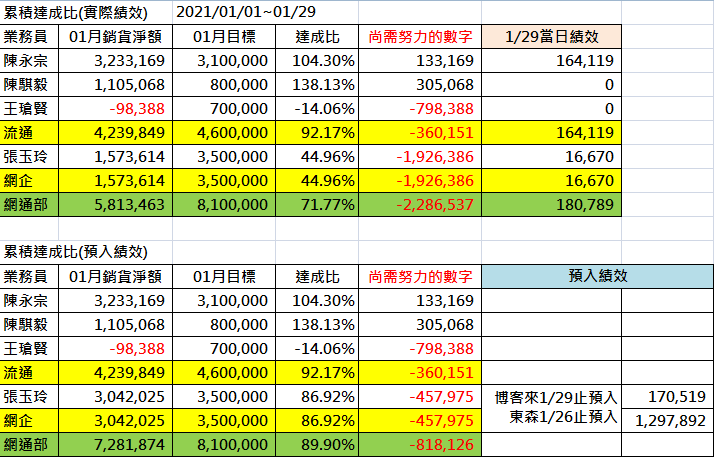 累積達成比(實際績效) 2021/01/01~01/29
業務員 01月銷貨淨額 01月目標 達成比 尚需努力的數字 1/29當日績效
陳永宗 3,233,169 3,100,000 104.30% 133,169 164,119
陳騏毅 1,105,068 800,000 138.13% 305,068 0
王瑲賢 -98,388 700,000 -14.06% -798,388 0
流通 4,239,849 4,600,000 92.17% -360,151 164,119
張玉玲 1,573,614 3,500,000 44.96% -1,926,386 16,670
網企 1,573,614 3,500,000 44.96% -1,926,386 16,670
網通部 5,813,463 8,100,000 71.77% -2,286,537 180,789
累積達成比(預入績效)
業務員 01月銷貨淨額 01月目標 達成比 尚需努力的數字 預入績效
陳永宗 3,233,169 3,100,000 104.30% 133,169
陳騏毅 1,105,068 800,000 138.13% 305,068
王瑲賢 -98,388 700,000 -14.06% -798,388
流通 4,239,849 4,600,000 92.17% -360,151
張玉玲 3,042,025 3,500,000 86.92% -457,975 博客來1/29止預入 170,519
網企 3,042,025 3,500,000 86.92% -457,975 東森1/26止預入 1,297,892
網通部 7,281,874 8,100,000 89.90% -818,126